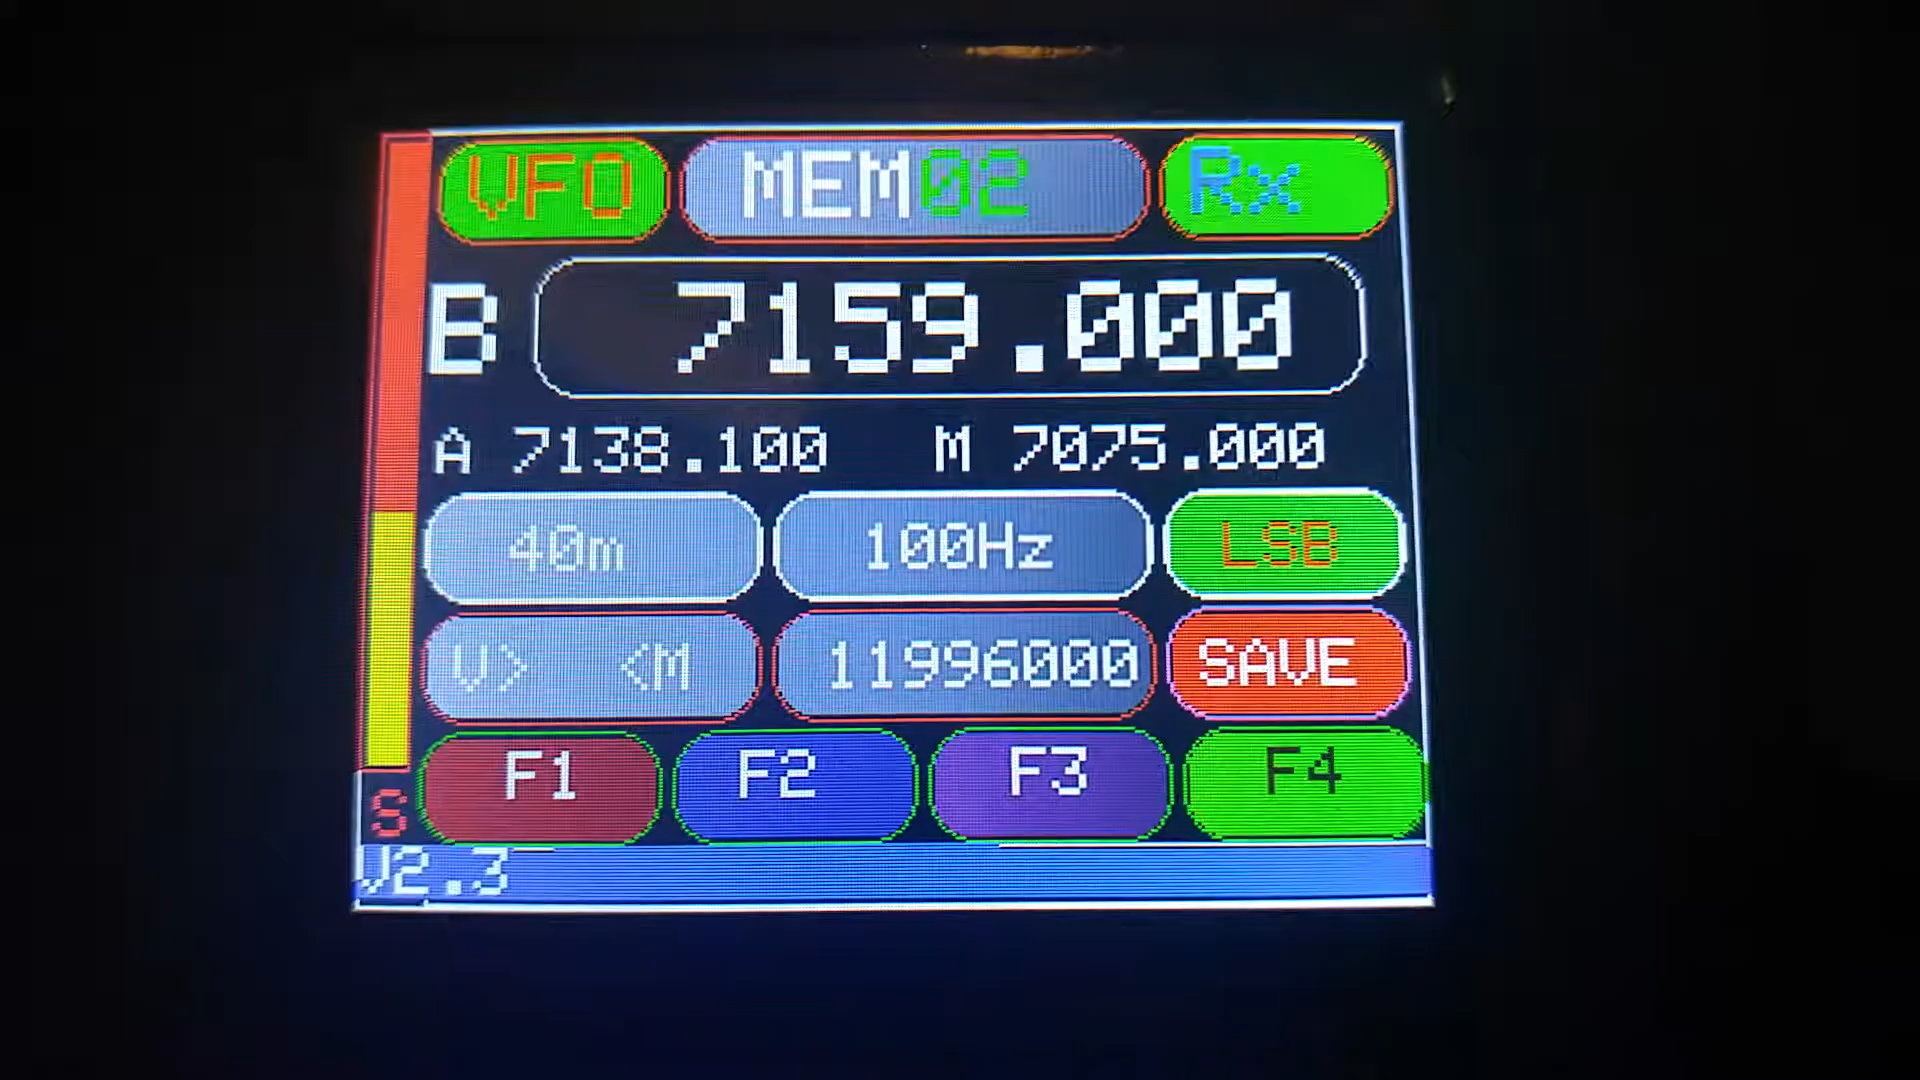 VFO MEM02 Rx
B 7159.000
A 7138.100 M 7075.000
40m 100Hz LSB
V> <M 11996000 SAVE
F1 F2 F3 F4
S
V2.3